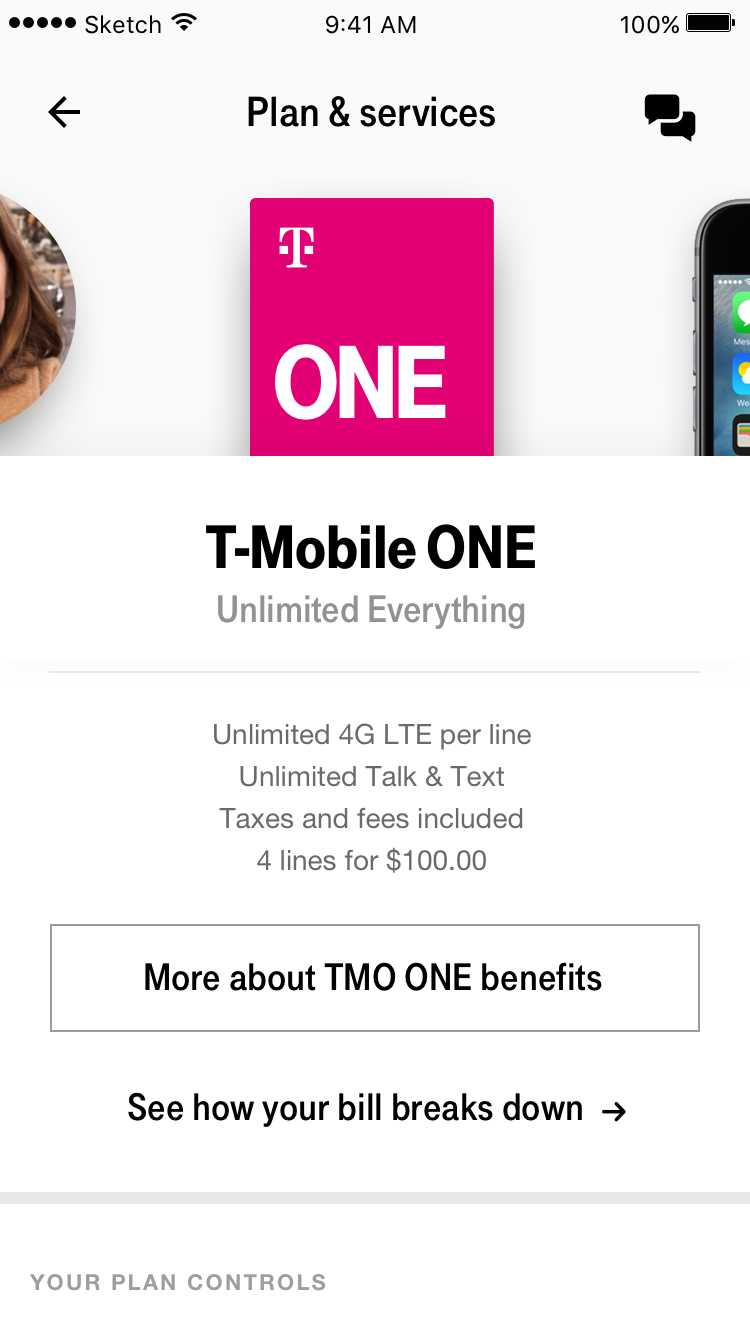 Sketch 9:41 AM 100%
Plan & services
T
ONE
T-Mobile ONE
Unlimited Everything
Unlimited 4G LTE per line
Unlimited Talk & Text
Taxes and fees included
4 lines for $100.00
More about TMO ONE benefits
See how your bill breaks down →
YOUR PLAN CONTROLS